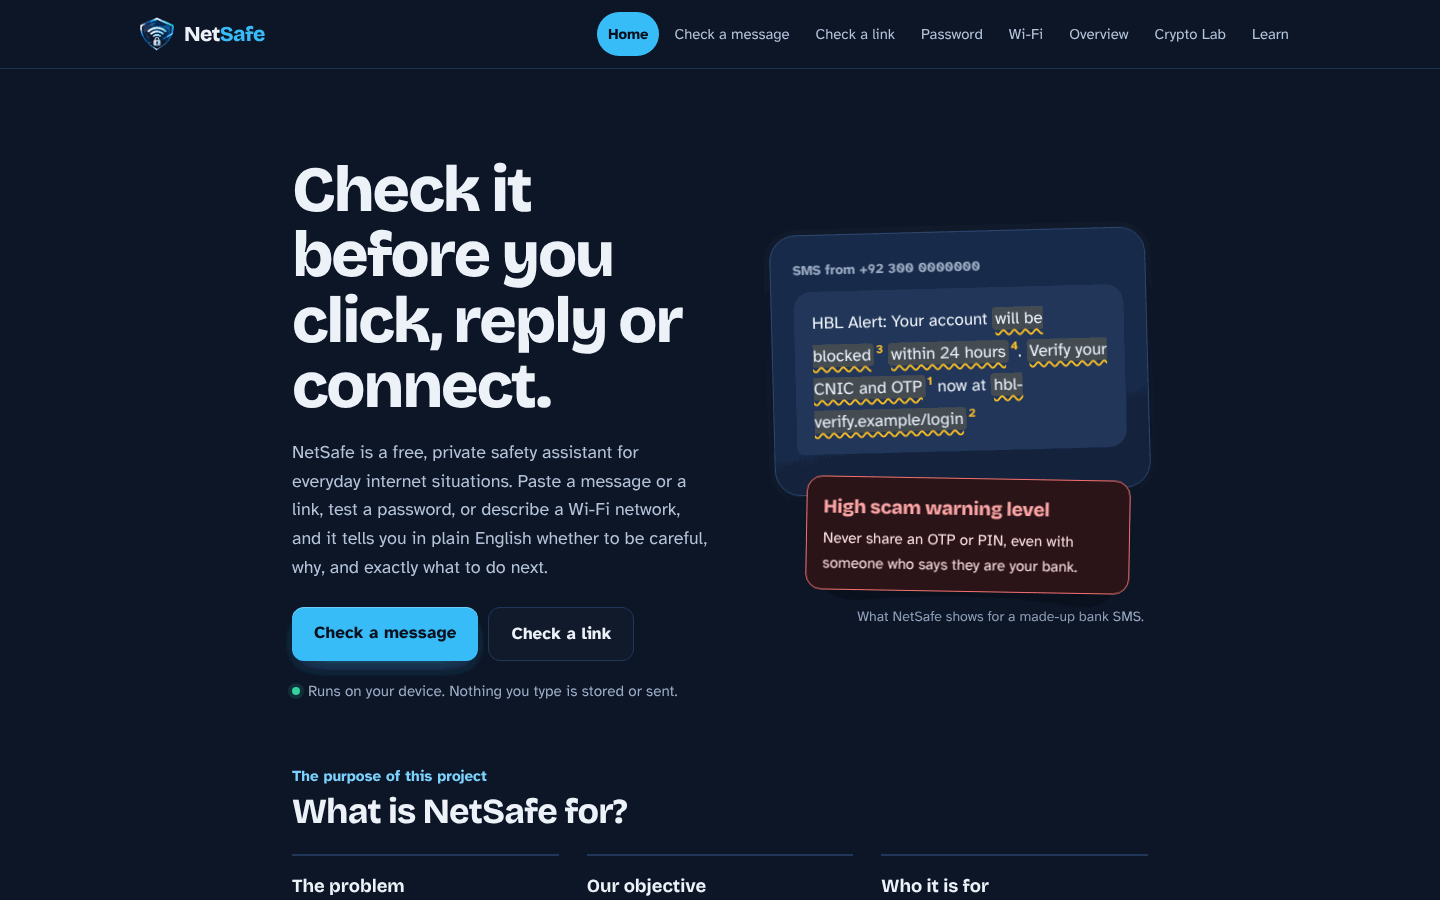 NetSafe
Home
Check a message
Check a link
Password
Wi-Fi
Overview
Crypto Lab
Learn
Check it
before you
click, reply or
connect.
NetSafe is a free, private safety assistant for
everyday internet situations. Paste a message or a
link, test a password, or describe a Wi-Fi network,
and it tells you in plain English whether to be careful,
why, and exactly what to do next.
Check a message
Check a link
Runs on your device. Nothing you type is stored or sent.
SMS from +92 300 0000000
HBL Alert: Your account will be
blocked 3 within 24 hours 4. Verify your
CNIC and OTP 1 now at hbl-
verify.example/login 2
High scam warning level
Never share an OTP or PIN, even with
someone who says they are your bank.
What NetSafe shows for a made-up bank SMS.
The purpose of this project
What is NetSafe for?
The problem
Our objective
Who it is for